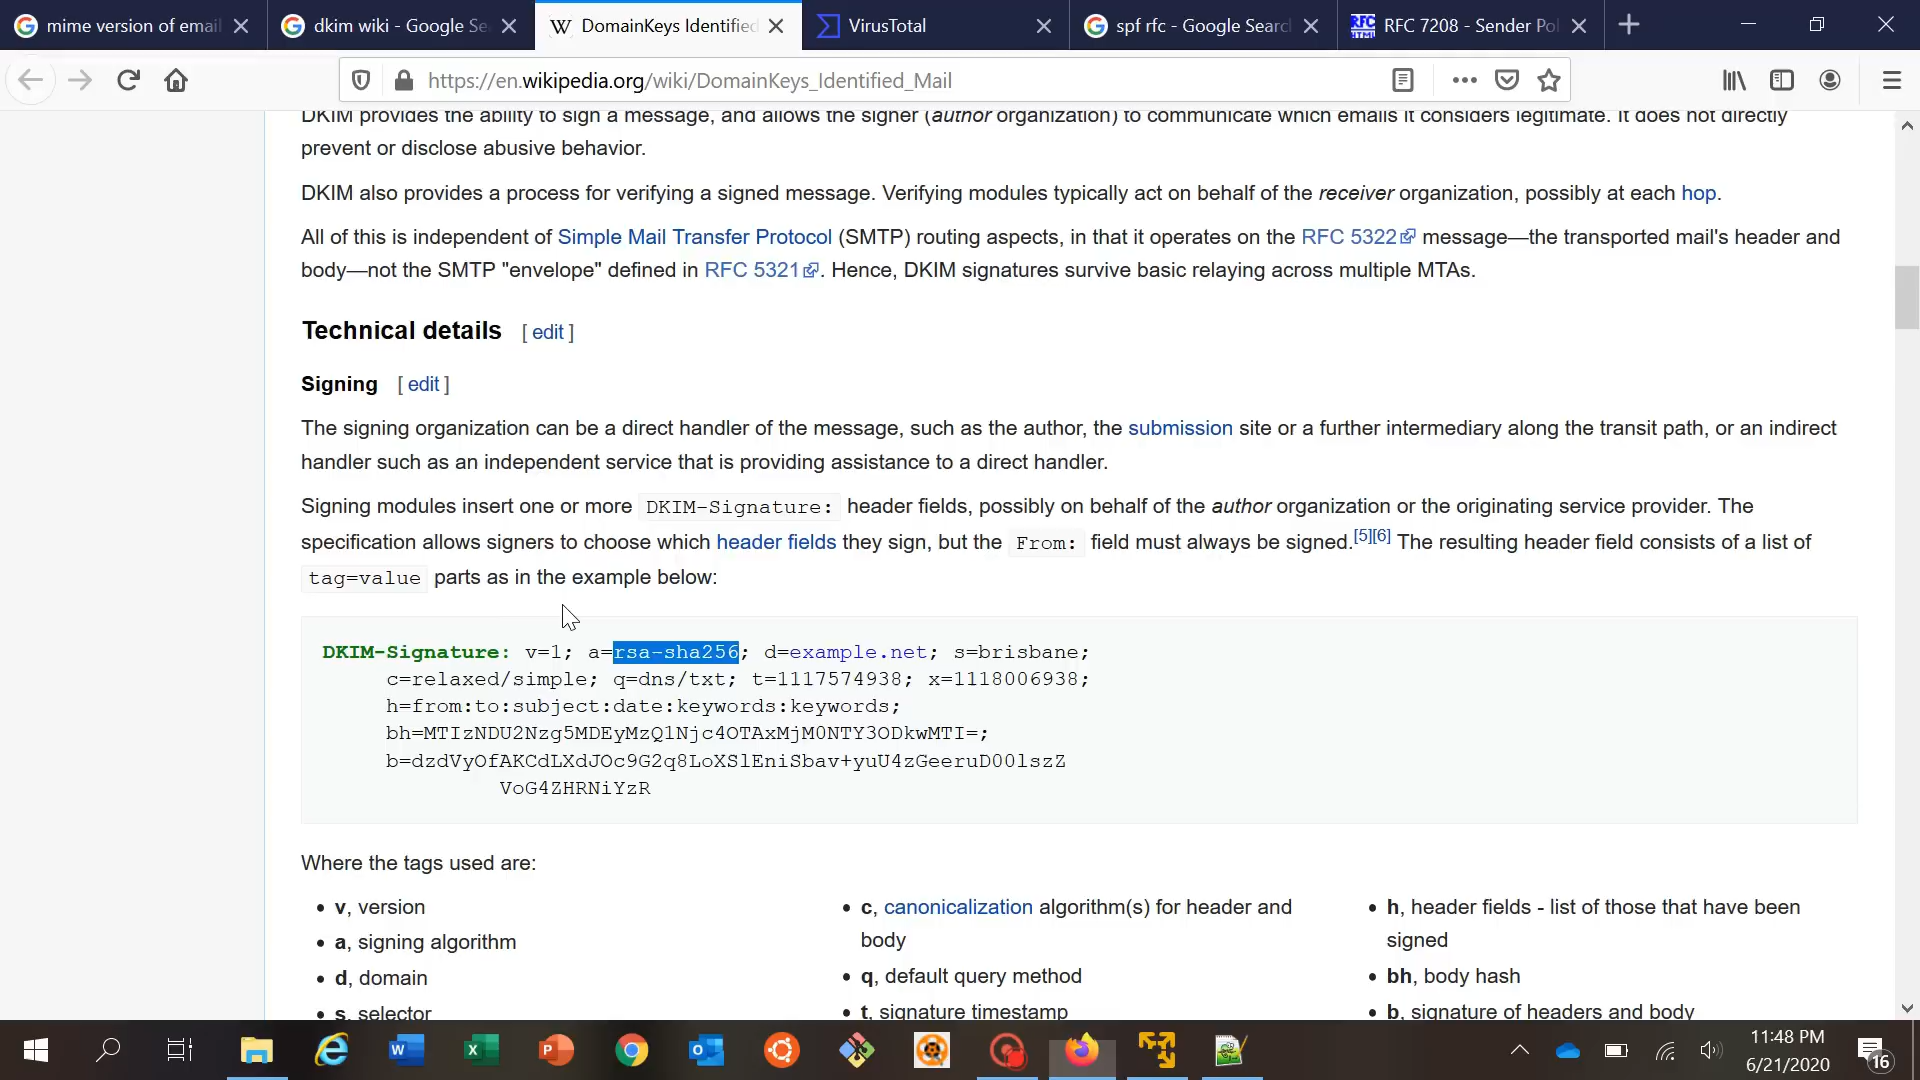 mime version of email
dkim wiki - Google Se
DomainKeys Identified
VirusTotal
spf rfc - Google Search
RFC 7208 - Sender Pol
https://en.wikipedia.org/wiki/DomainKeys_Identified_Mail
DKIM provides the ability to sign a message, and allows the signer (author organization) to communicate which emails it considers legitimate. It does not directly
prevent or disclose abusive behavior.
DKIM also provides a process for verifying a signed message. Verifying modules typically act on behalf of the receiver organization, possibly at each hop.
All of this is independent of Simple Mail Transfer Protocol (SMTP) routing aspects, in that it operates on the RFC 5322 message—the transported mail's header and
body—not the SMTP "envelope" defined in RFC 5321. Hence, DKIM signatures survive basic relaying across multiple MTAs.
Technical details [ edit ]
Signing [ edit ]
The signing organization can be a direct handler of the message, such as the author, the submission site or a further intermediary along the transit path, or an indirect
handler such as an independent service that is providing assistance to a direct handler.
Signing modules insert one or more DKIM-Signature: header fields, possibly on behalf of the author organization or the originating service provider. The
specification allows signers to choose which header fields they sign, but the From: field must always be signed.[5][6] The resulting header field consists of a list of
tag=value parts as in the example below:
DKIM-Signature: v=1; a=rsa-sha256; d=example.net; s=brisbane;
c=relaxed/simple; q=dns/txt; t=1117574938; x=1118006938;
h=from:to:subject:date:keywords:keywords;
bh=MTIzNDU2Nzg5MDEyMzQ1Njc4OTAxMjM0NTY3ODkwMTI=;
b=dzdVyOfAKCdLXdJOc9G2q8LoXSlEniSbav+yuU4zGeeruD00lszZ
VoG4ZHRNiYzR
Where the tags used are:
v, version
a, signing algorithm
d, domain
s, selector
c, canonicalization algorithm(s) for header and
body
q, default query method
t, signature timestamp
h, header fields - list of those that have been
signed
bh, body hash
b, signature of headers and body
11:48 PM
6/21/2020
16